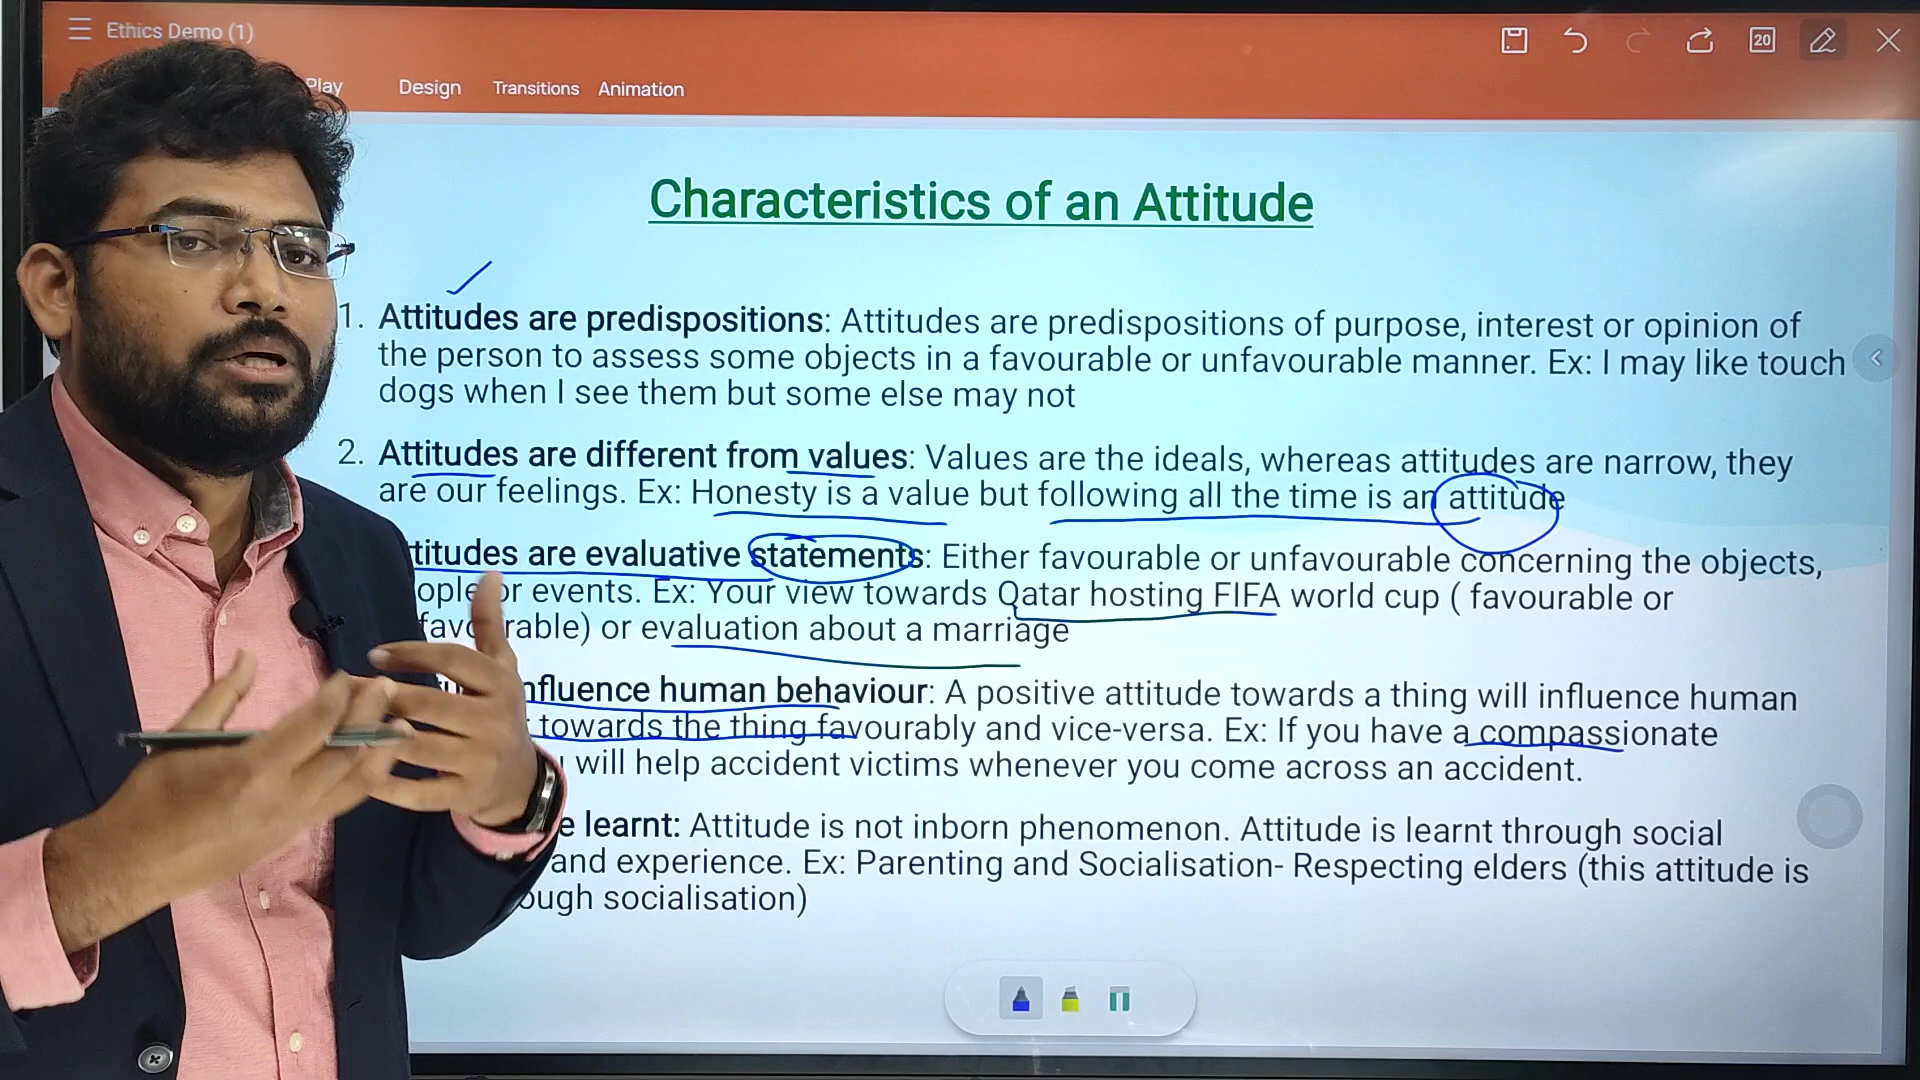 Ethics Demo (1)
20
Play Design Transitions Animation
Characteristics of an Attitude
1. Attitudes are predispositions: Attitudes are predispositions of purpose, interest or opinion of
the person to assess some objects in a favourable or unfavourable manner. Ex: I may like touch
dogs when I see them but some else may not
2. Attitudes are different from values: Values are the ideals, whereas attitudes are narrow, they
are our feelings. Ex: Honesty is a value but following all the time is an attitude
titudes are evaluative statements: Either favourable or unfavourable concerning the objects,
ople or events. Ex: Your view towards Qatar hosting FIFA world cup ( favourable or
favourable) or evaluation about a marriage
nfluence human behaviour: A positive attitude towards a thing will influence human
towards the thing favourably and vice-versa. Ex: If you have a compassionate
will help accident victims whenever you come across an accident.
e learnt: Attitude is not inborn phenomenon. Attitude is learnt through social
and experience. Ex: Parenting and Socialisation- Respecting elders (this attitude is
ough socialisation)